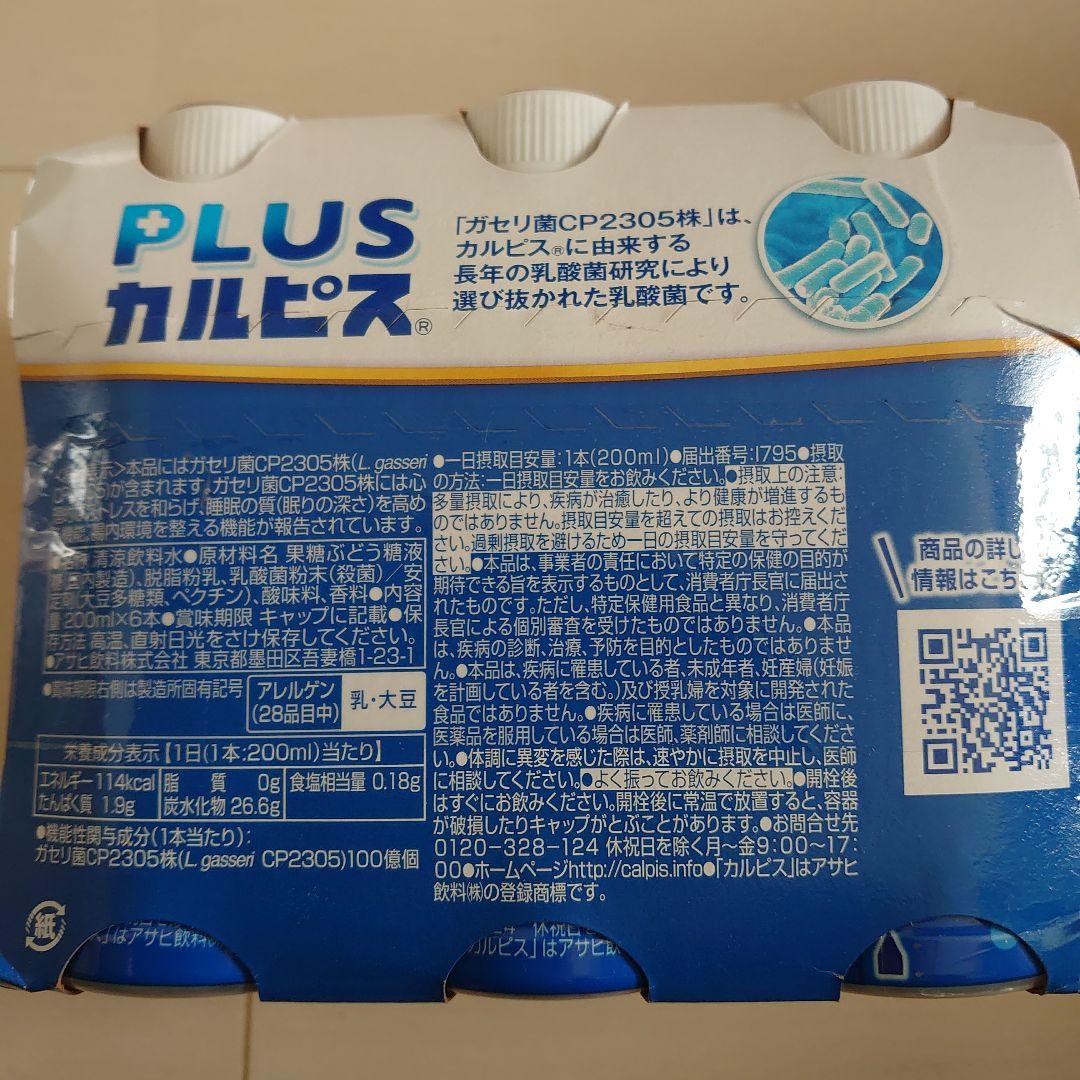 PLUS
カルピス®
「ガセリ菌CP2305株」は、
カルピス®に由来する
長年の乳酸菌研究により
選び抜かれた乳酸菌です。
示>本品にはガセリ菌CP2305株(L. gasseri
が含まれます。ガセリ菌CP2305株には心
トレスを和らげ、睡眠の質(眠りの深さ)を高め
腸内環境を整える機能が報告されています。
清涼飲料水●原材料名 果糖ぶどう糖液
内製造)、脱脂粉乳、乳酸菌粉末(殺菌)/安
大豆多糖類、ペクチン)、酸味料、香料●内容
量 200ml×6本●賞味期限 キャップに記載●保
存方法 高温、直射日光をさけ保存してください。
●アサヒ飲料株式会社 東京都墨田区吾妻橋1-23-1
●賞味期限右側は製造所固有記号
アレルゲン
(28品目中)
乳・大豆
栄養成分表示【1日(1本:200ml)当たり】
エネルギー 114kcal 脂 質 0g 食塩相当量 0.18g
たんぱく質 1.9g 炭水化物 26.6g
●機能性関与成分(1本当たり):
ガセリ菌CP2305株(L. gasseri CP2305)100億個
紙
●一日摂取目安量:1本(200ml)●届出番号:I795●摂取
の方法:一日摂取目安量をお飲みください。●摂取上の注意:
多量摂取により、疾病が治癒したり、より健康が増進するも
のではありません。摂取目安量を超えての摂取はお控えくだ
さい。過剰摂取を避けるため一日の摂取目安量を守ってくだ
さい。●本品は、事業者の責任において特定の保健の目的が
期待できる旨を表示するものとして、消費者庁長官に届出さ
れたものです。ただし、特定保健用食品と異なり、消費者庁
長官による個別審査を受けたものではありません。●本品
は、疾病の診断、治療、予防を目的としたものではありませ
ん。●本品は、疾病に罹患している者、未成年者、妊産婦(妊娠
を計画している者を含む。)及び授乳婦を対象に開発された
食品ではありません。●疾病に罹患している場合は医師に、
医薬品を服用している場合は医師、薬剤師に相談してくださ
い。●体調に異変を感じた際は、速やかに摂取を中止し、医師
に相談してください。●よく振ってお飲みください。●開栓後
はすぐにお飲みください。開栓後に常温で放置すると、容器
が破損したりキャップがとぶことがあります。●お問合せ先
0120-328-124 休祝日を除く月〜金9:00〜17:
00●ホームページhttp://calpis.info●「カルピス」はアサヒ
飲料㈱の登録商標です。
商品の詳し
情報はこち
」はアサヒ飲料
休祝日
カルピス」はアサヒ飲